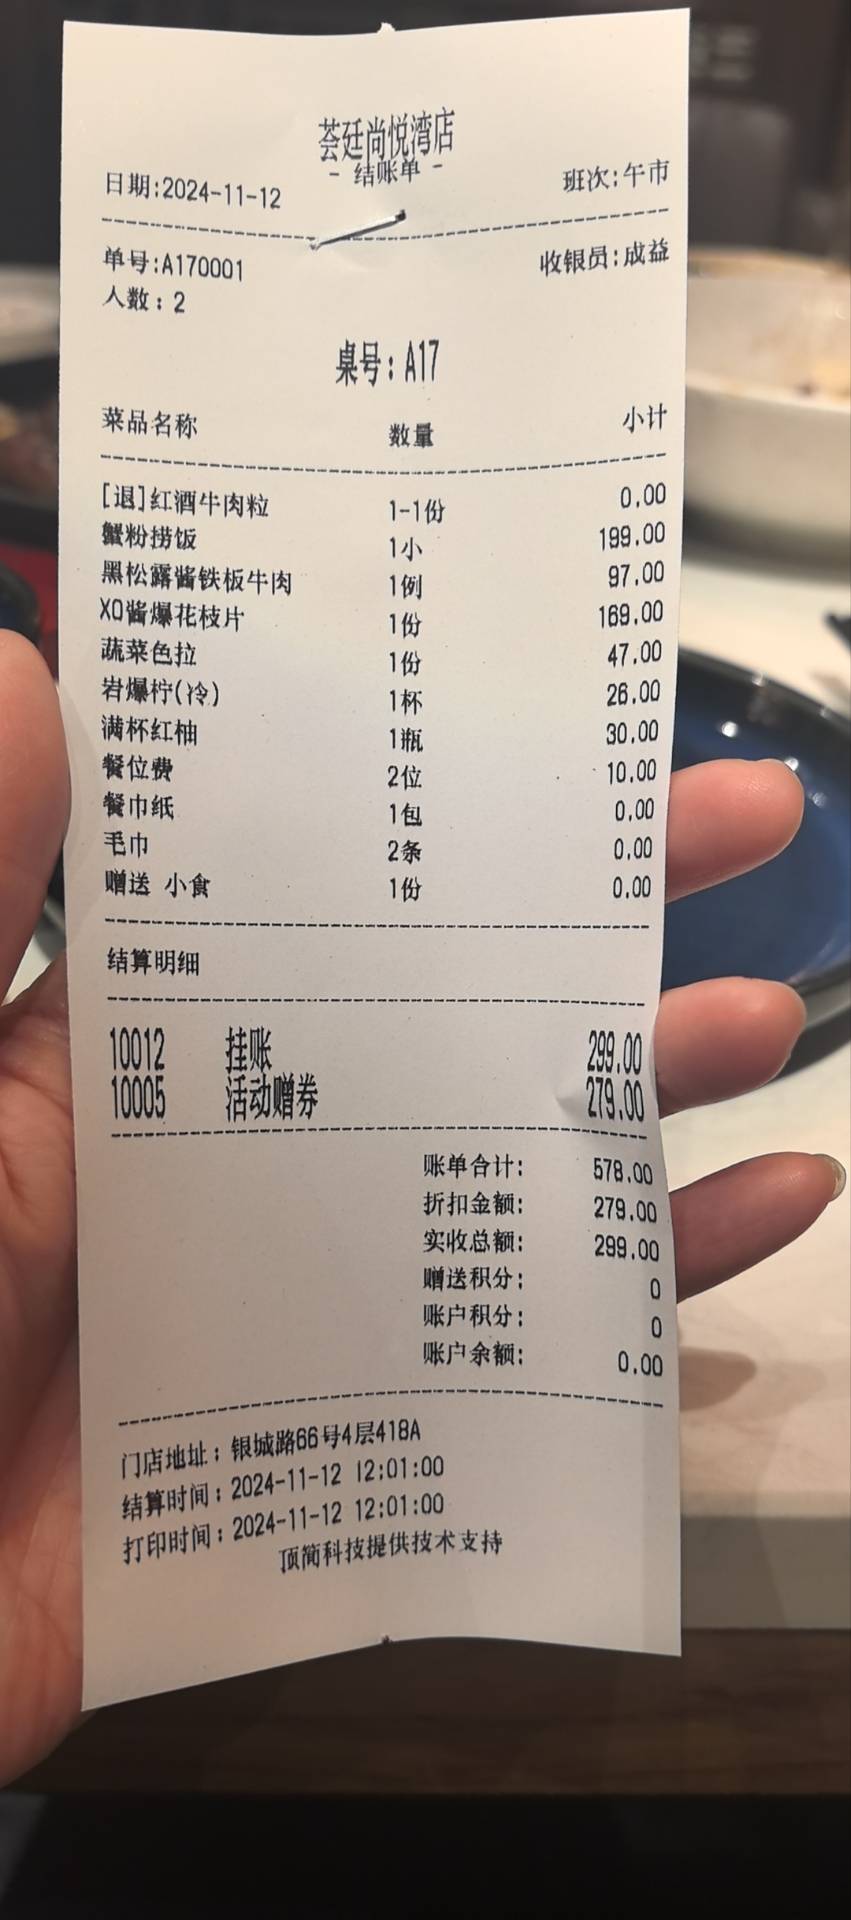 荟廷尚悦湾店
- 结账单 -
日期:2024-11-12 班次:午市
单号:A170001 收银员:成益
人数:2
桌号:A17
菜品名称 数量 小计
[退]红酒牛肉粒 1-1份 0.00
蟹粉捞饭 1小 199.00
黑松露酱铁板牛肉 1例 97.00
XO酱爆花枝片 1份 169.00
蔬菜色拉 1份 47.00
岩爆柠(冷) 1杯 26.00
满杯红柚 1瓶 30.00
餐位费 2位 10.00
餐巾纸 1包 0.00
毛巾 2条 0.00
赠送 小食 1份 0.00
结算明细
10012 挂账 299.00
10005 活动赠券 279.00
账单合计: 578.00
折扣金额: 279.00
实收总额: 299.00
赠送积分: 0
账户积分: 0
账户余额: 0.00
门店地址:银城路66号4层418A
结算时间:2024-11-12 12:01:00
打印时间:2024-11-12 12:01:00
顶简科技提供技术支持